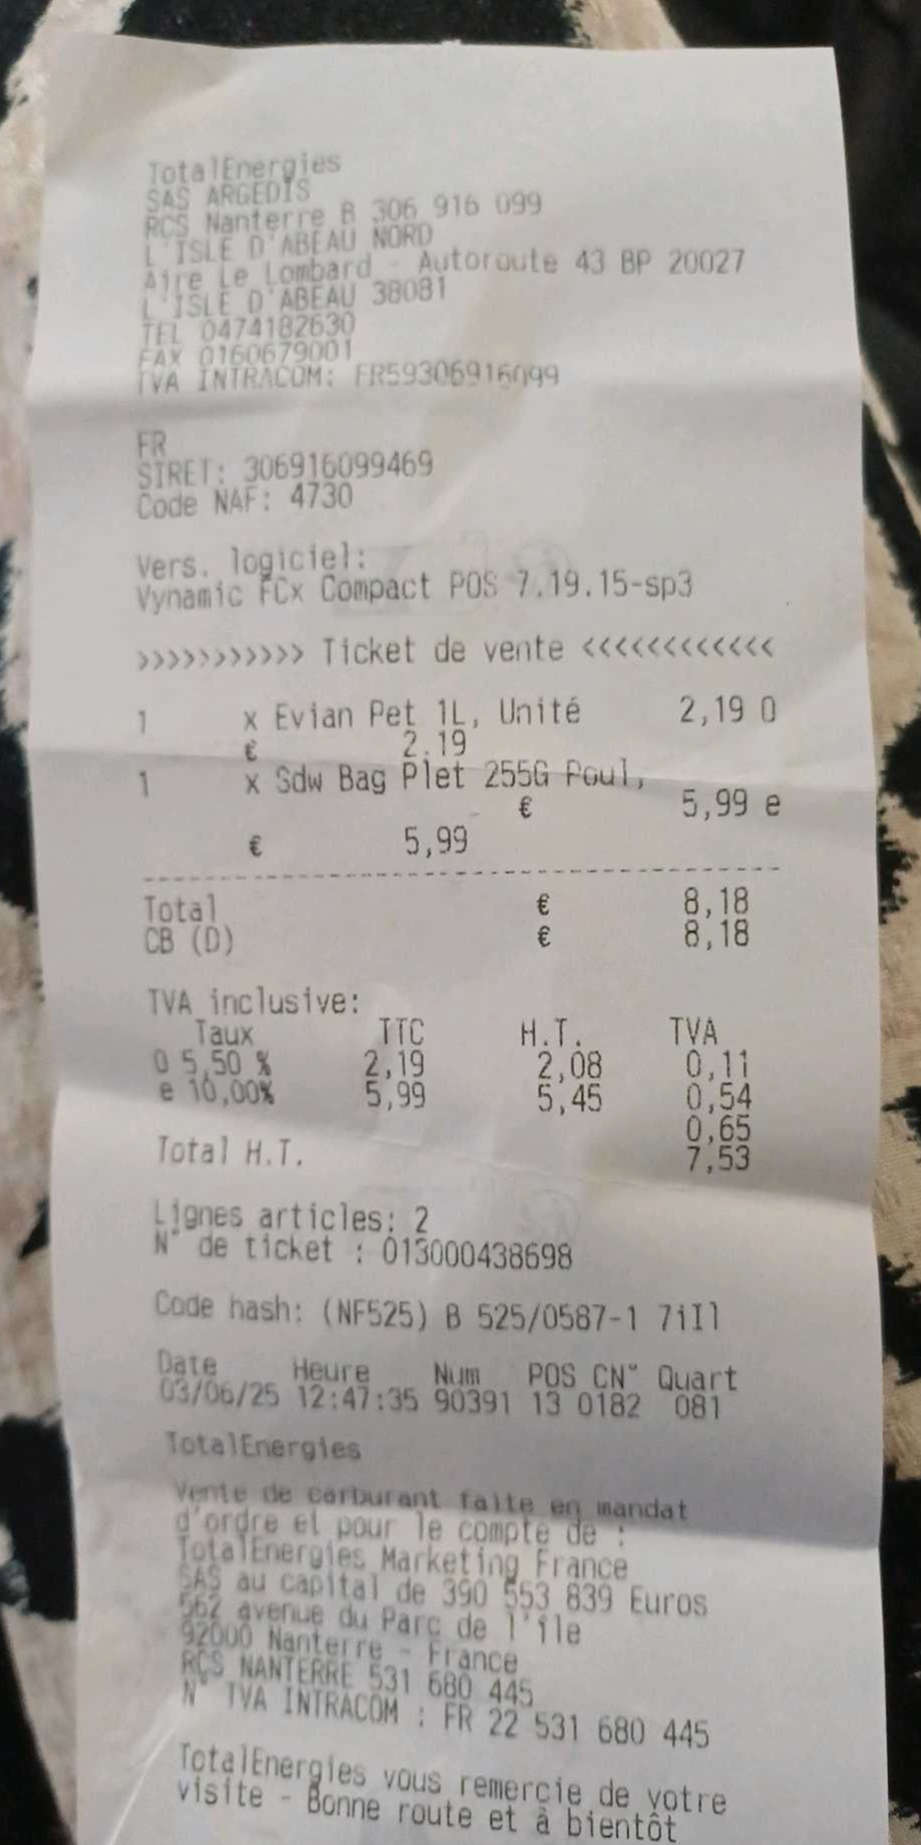 TotalEnergies
SAS ARGEDIS
RCS Nanterre B 306 916 099
L'ISLE D'ABEAU NORD
Aire Le Lombard - Autoroute 43 BP 20027
L'ISLE D'ABEAU 38081
TEL 0474182630
FAX 0160679001
TVA INTRACOM: FR59306916099
FR
SIRET: 306916099469
Code NAF: 4730
Vers. logiciel:
Vynamic FCx Compact POS 7.19.15-sp3
>>>>>>>>>>> Ticket de vente <<<<<<<<<<<<<
1 x Evian Pet 1L, Unité 2,19 0
€ 2.19
1 x Sdw Bag Plet 255G Poul,
€ 5,99 e
€ 5,99
Total € 8,18
CB (D) € 8,18
TVA inclusive:
Taux TTC H.T. TVA
0 5,50 % 2,19 2,08 0,11
e 10,00% 5,99 5,45 0,54
0,65
Total H.T. 7,53
Lignes articles: 2
N° de ticket : 013000438698
Code hash: (NF525) B 525/0587-1 7iIl
Date Heure Num POS CN° Quart
03/06/25 12:47:35 90391 13 0182 081
TotalEnergies
Vente de carburant faite en mandat
d'ordre et pour le compte de :
TotalEnergies Marketing France
SAS au capital de 390 553 839 Euros
562 avenue du Parc de l'île
92000 Nanterre - France
RCS NANTERRE 531 680 445
N° TVA INTRACOM : FR 22 531 680 445
TotalEnergies vous remercie de votre
visite - Bonne route et à bientôt